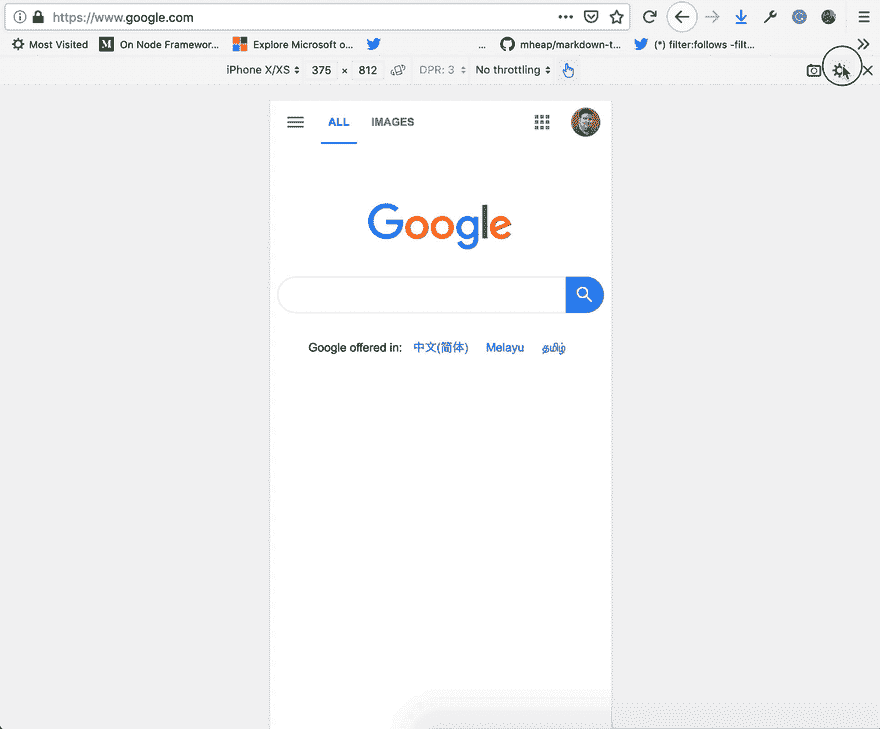 https://www.google.com
Most Visited M On Node Framewor... Explore Microsoft o... ... mheap/markdown-t... (*) filter:follows -filt...
iPhone X/XS 375 × 812 DPR: 3 No throttling
ALL IMAGES
Google
Google offered in: 中文(简体) Melayu தமிழ்